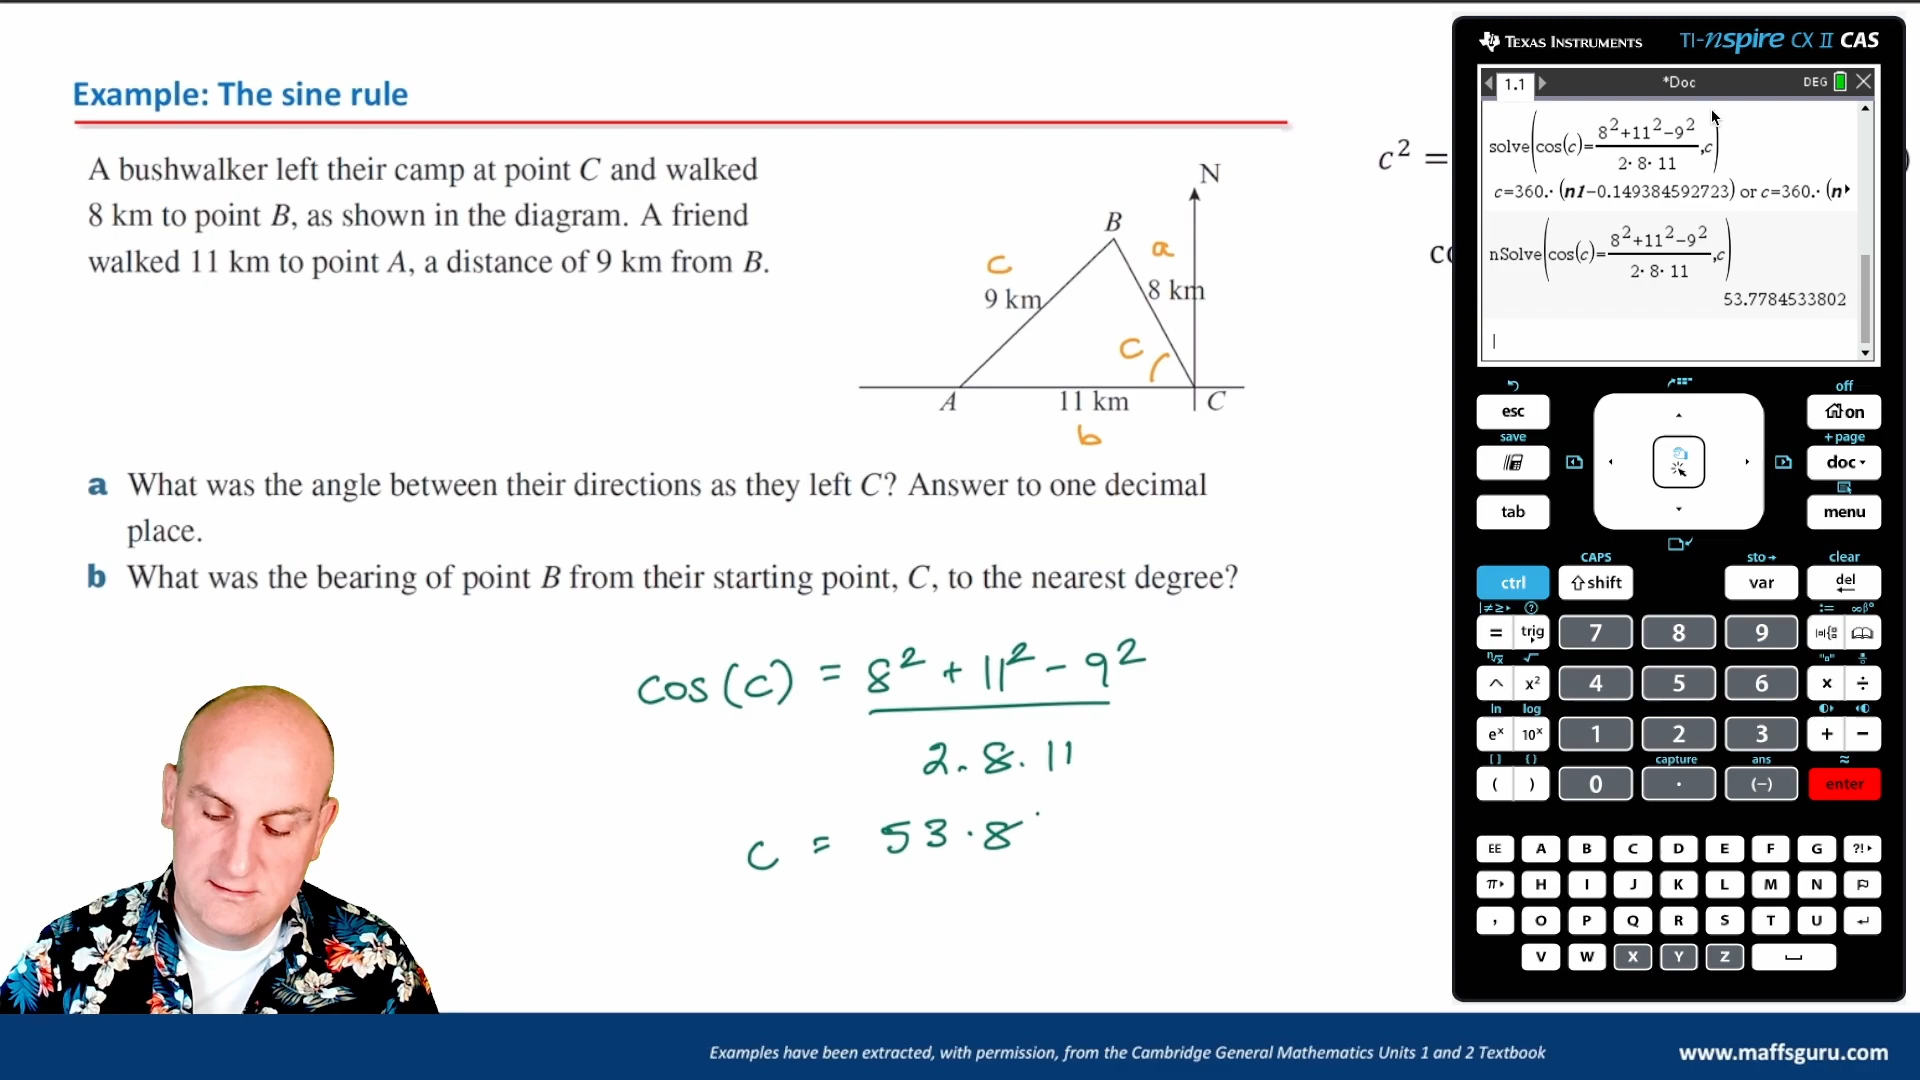 Example: The sine rule
A bushwalker left their camp at point C and walked
8 km to point B, as shown in the diagram. A friend
walked 11 km to point A, a distance of 9 km from B.
N
B
a
c
9 km
8 km
C
A
11 km
C
b
c² =
a What was the angle between their directions as they left C? Answer to one decimal
place.
b What was the bearing of point B from their starting point, C, to the nearest degree?
cos(c) = 8² + 11² - 9²
2.8.11
c = 53.8
TEXAS INSTRUMENTS TI-nspire CX II CAS
1.1 *Doc DEG
solve(cos(c)=(8²+11²-9²)/(2·8·11),c)
c=360.·(n1-0.149384592723) or c=360.·(n
nSolve(cos(c)=(8²+11²-9²)/(2·8·11),c)
53.7784533802
off
esc on
save + page
doc
tab menu
CAPS sto→ clear
ctrl shift var del
= trig 7 8 9
^ x² 4 5 6 × ÷
ln log
eˣ 10ˣ 1 2 3 + −
[ ] { } capture ans ≈
( ) 0 . (−) enter
EE A B C D E F G ?!
π H I J K L M N
, O P Q R S T U
V W X Y Z
Examples have been extracted, with permission, from the Cambridge General Mathematics Units 1 and 2 Textbook
www.maffsguru.com